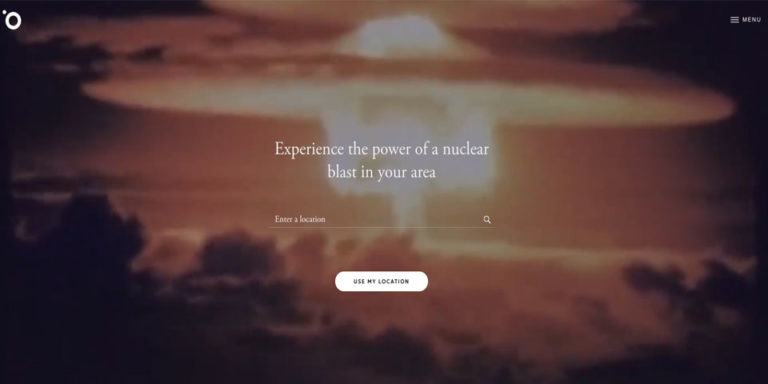 MENU
Experience the power of a nuclear
blast in your area
Enter a location
USE MY LOCATION